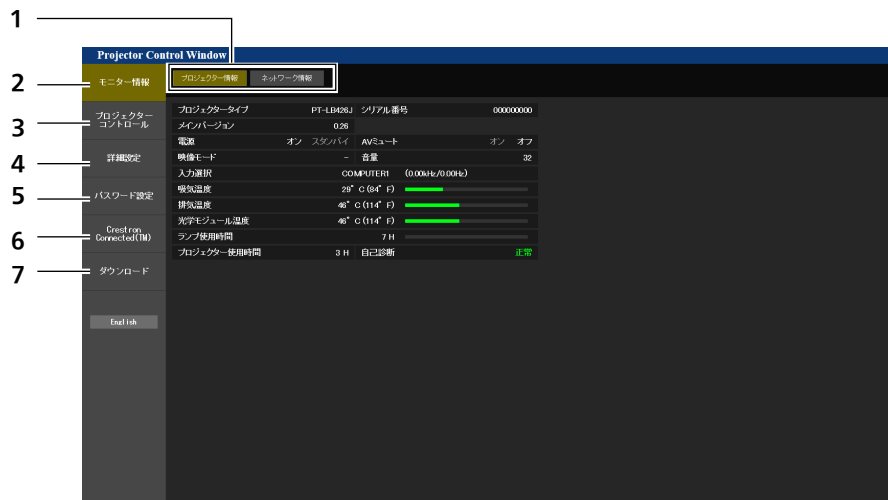 1
Projector Control Window
2
モニター情報
プロジェクター情報 ネットワーク情報
3
プロジェクター
コントロール
4
詳細設定
5
パスワード設定
6
Crestron
Connected(TM)
7
ダウンロード
English
プロジェクタータイプ PT-LB426J シリアル番号 000000000
メインバージョン 0.26
電源 オン スタンバイ AVミュート オン オフ
映像モード - 音量 32
入力選択 COMPUTER1 (0.00kHz/0.00Hz)
吸気温度 29° C (84° F)
排気温度 46° C (114° F)
光学モジュール温度 46° C (114° F)
ランプ使用時間 7 H
プロジェクター使用時間 3 H 自己診断 正常